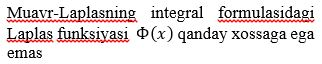 Muavr-Laplasning integral formulasidagi
Laplas funksiyasi Φ(x) qanday xossaga ega
emas